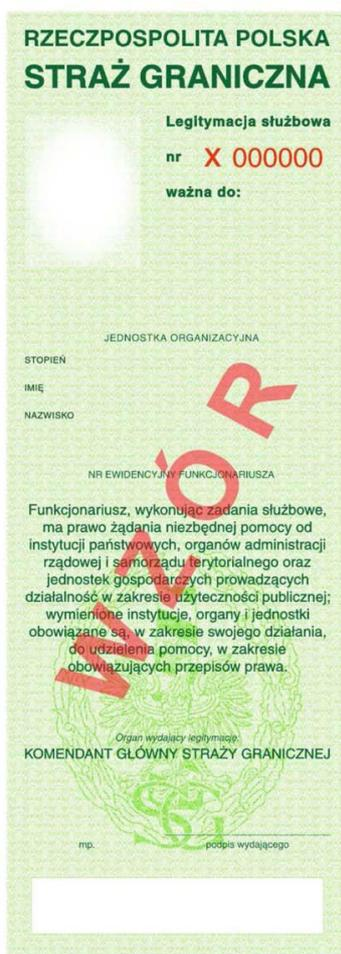 RZECZPOSPOLITA POLSKA
STRAŻ GRANICZNA
Legitymacja służbowa
nr X 000000
ważna do:
JEDNOSTKA ORGANIZACYJNA
STOPIEŃ
IMIĘ
NAZWISKO
WZÓR
NR EWIDENCYJNY FUNKCJONARIUSZA
Funkcjonariusz, wykonując zadania służbowe,
ma prawo żądania niezbędnej pomocy od
instytucji państwowych, organów administracji
rządowej i samorządu terytorialnego oraz
jednostek gospodarczych prowadzących
działalność w zakresie użyteczności publicznej;
wymienione instytucje, organy i jednostki
obowiązane są, w zakresie swojego działania,
do udzielenia pomocy, w zakresie
obowiązujących przepisów prawa.
Organ wydający legitymację:
KOMENDANT GŁÓWNY STRAŻY GRANICZNEJ
SG
mp. podpis wydającego